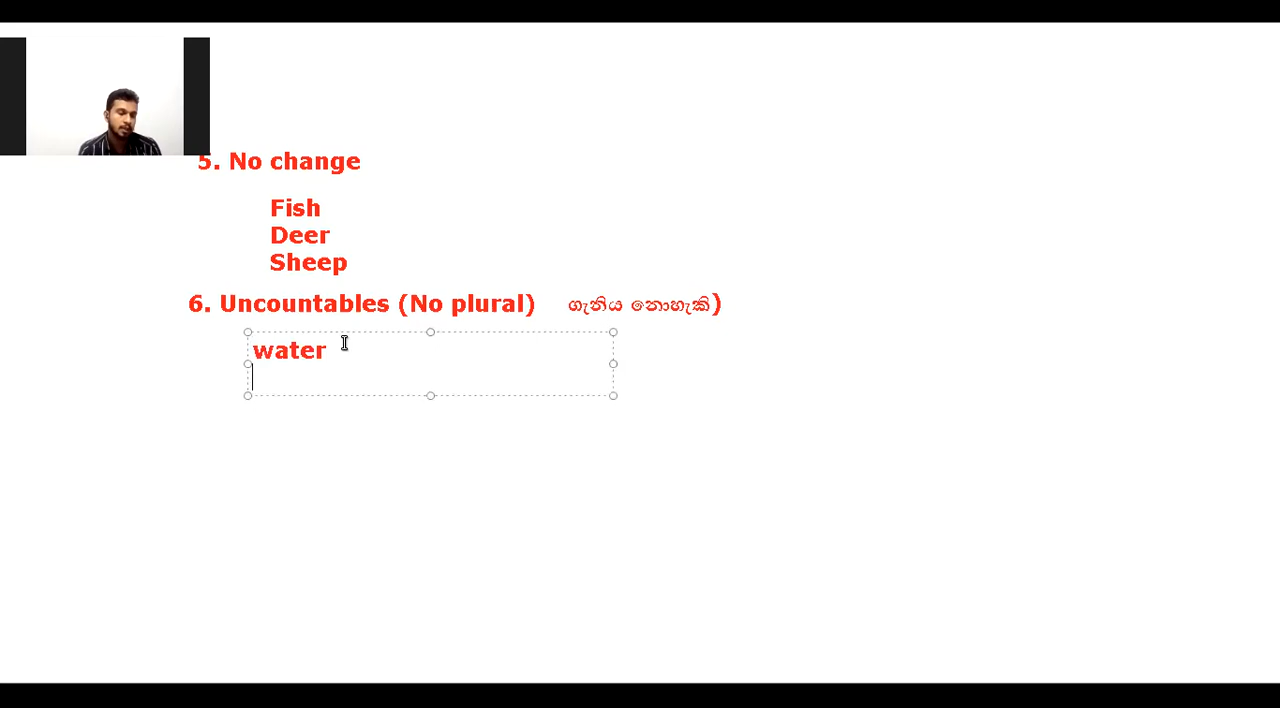 5. No change
Fish
Deer
Sheep
6. Uncountables (No plural) ගැනිය නොහැකි)
water